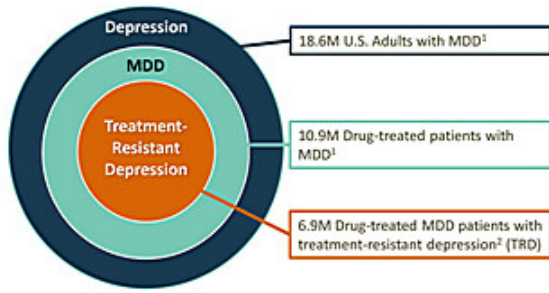 Depression
MDD
Treatment-
Resistant
Depression
18.6M U.S. Adults with MDD¹
10.9M Drug-treated patients with
MDD¹
6.9M Drug-treated MDD patients with
treatment-resistant depression² (TRD)